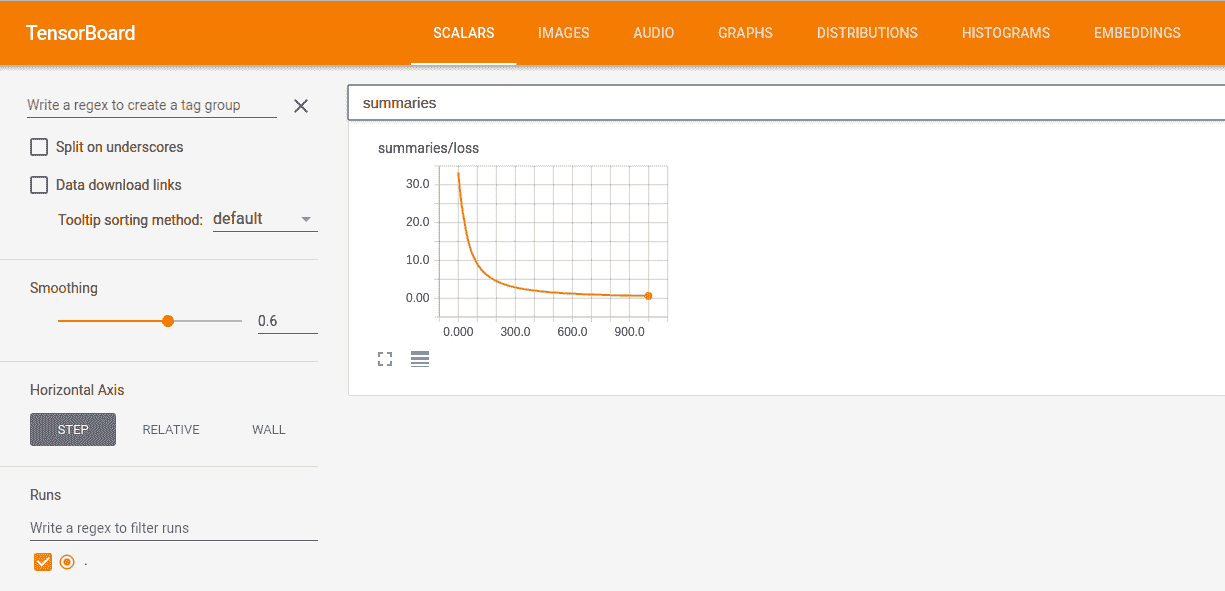 TensorBoard SCALARS IMAGES AUDIO GRAPHS DISTRIBUTIONS HISTOGRAMS EMBEDDINGS
Write a regex to create a tag group
Split on underscores
Data download links
Tooltip sorting method: default
Smoothing
0.6
Horizontal Axis
STEP RELATIVE WALL
Runs
Write a regex to filter runs
.
summaries
summaries/loss
30.0
20.0
10.0
0.00
0.000 300.0 600.0 900.0